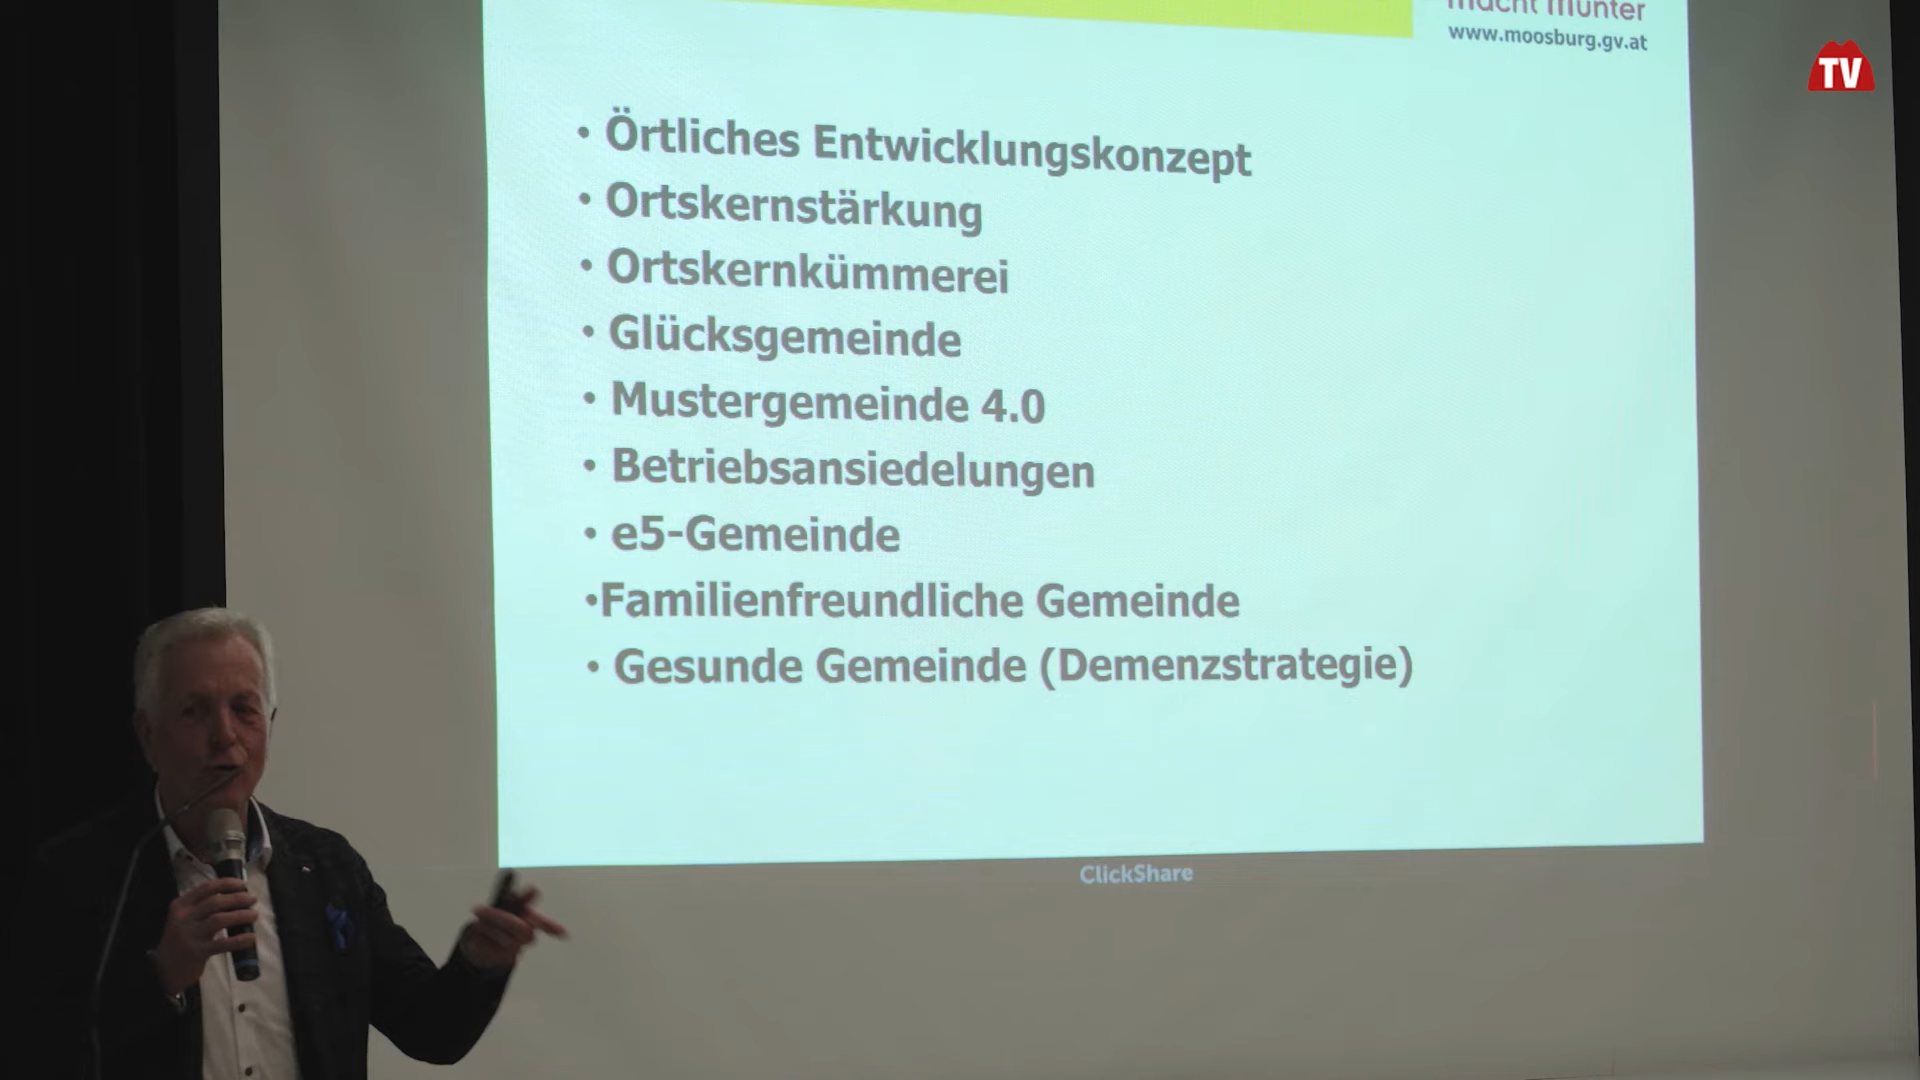 macht munter
www.moosburg.gv.at
TV
• Örtliches Entwicklungskonzept
• Ortskernstärkung
• Ortskernkümmerei
• Glücksgemeinde
• Mustergemeinde 4.0
• Betriebsansiedelungen
• e5-Gemeinde
•Familienfreundliche Gemeinde
• Gesunde Gemeinde (Demenzstrategie)
ClickShare